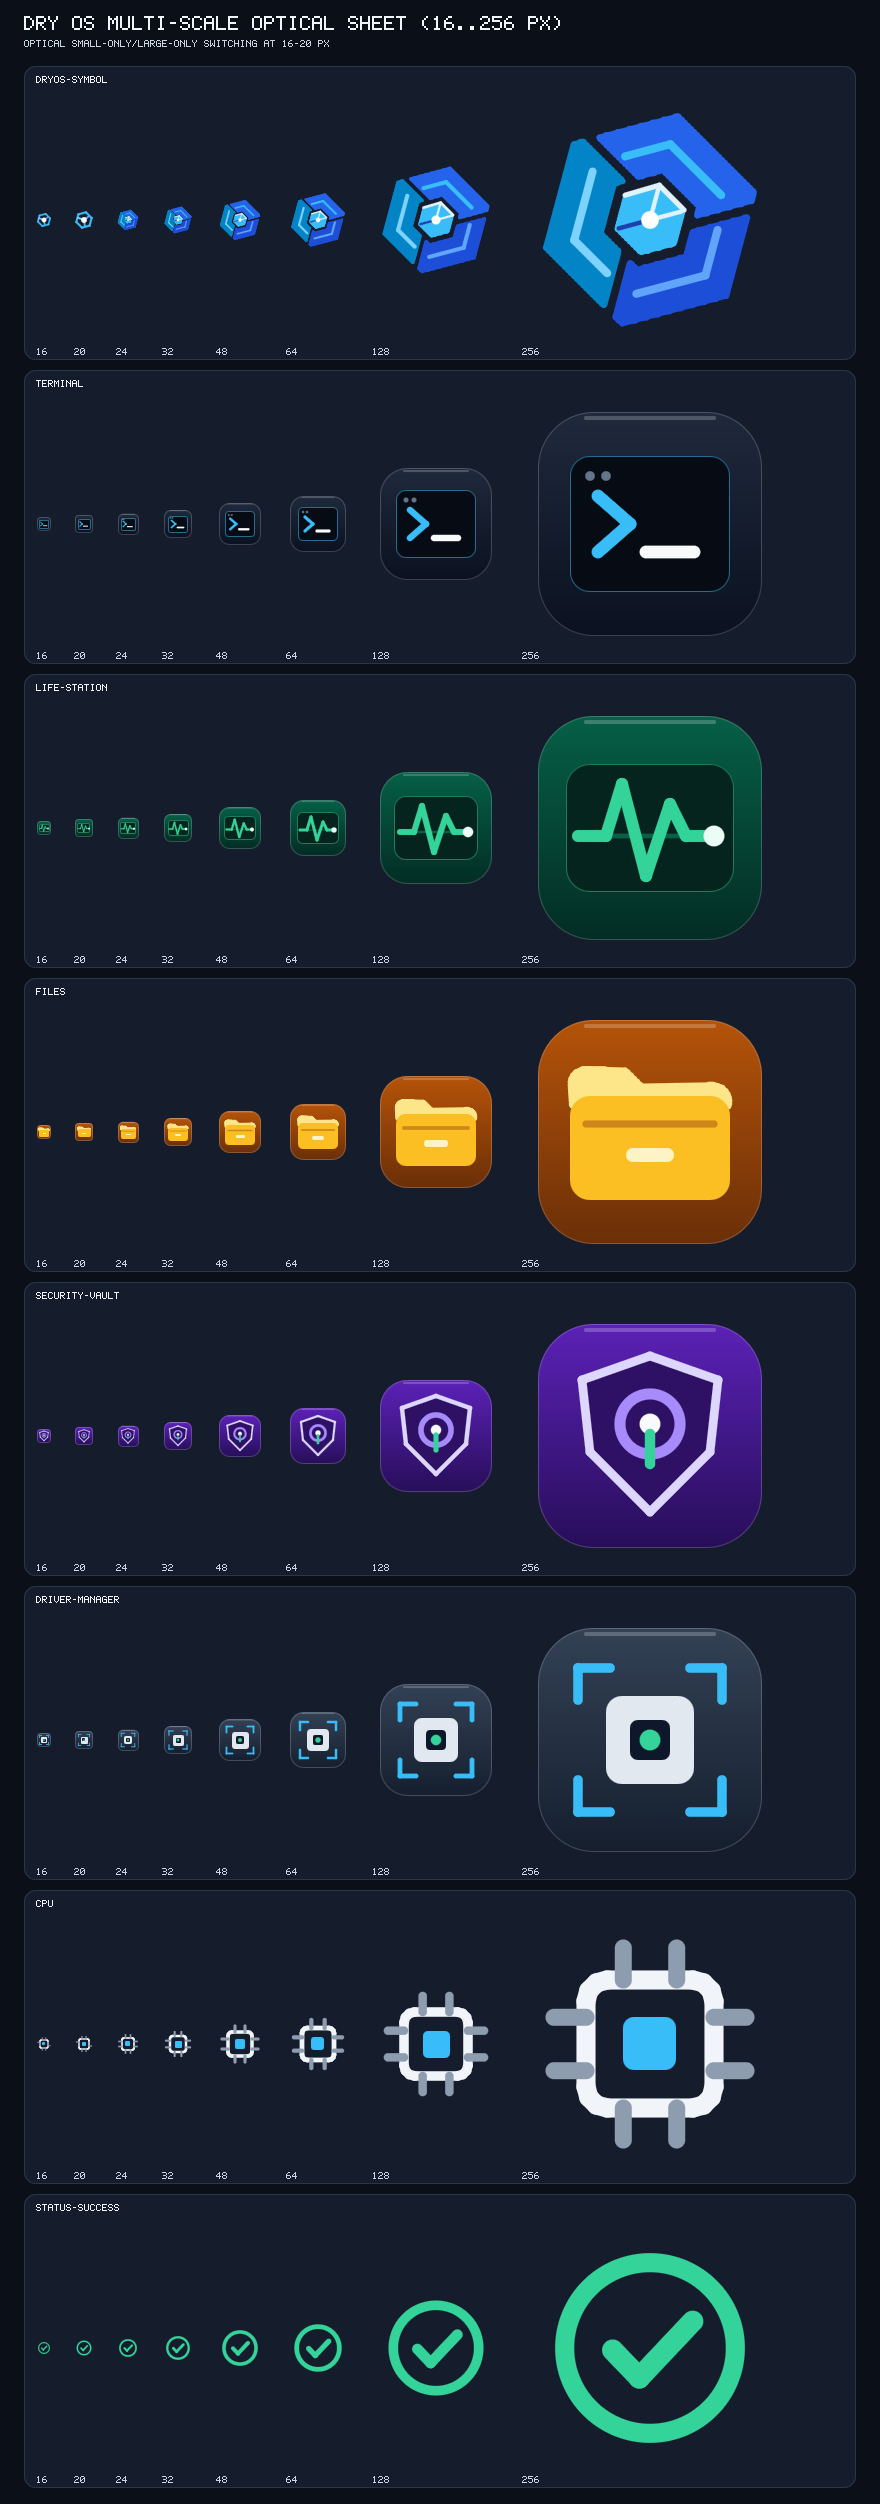 DRY OS MULTI-SCALE OPTICAL SHEET (16..256 PX)
OPTICAL SMALL-ONLY/LARGE-ONLY SWITCHING AT 16-20 PX
DRYOS-SYMBOL
16 20 24 32 48 64 128 256
TERMINAL
16 20 24 32 48 64 128 256
LIFE-STATION
16 20 24 32 48 64 128 256
FILES
16 20 24 32 48 64 128 256
SECURITY-VAULT
16 20 24 32 48 64 128 256
DRIVER-MANAGER
16 20 24 32 48 64 128 256
CPU
16 20 24 32 48 64 128 256
STATUS-SUCCESS
16 20 24 32 48 64 128 256